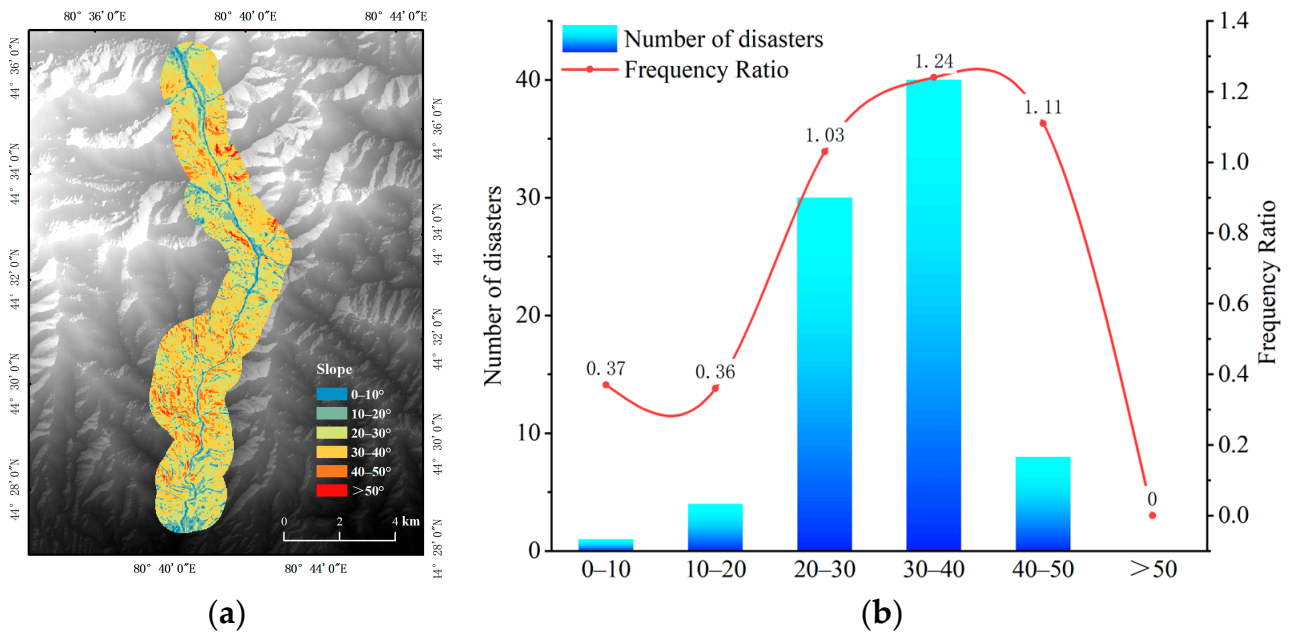 80° 36′ 0″E
80° 40′ 0″E
80° 44′ 0″E
44° 36′ 0″N
44° 34′ 0″N
44° 32′ 0″N
44° 30′ 0″N
44° 28′ 0″N
44° 36′ 0″N
44° 34′ 0″N
44° 32′ 0″N
44° 30′ 0″N
14° 28′ 0″N
Slope
0–10°
10–20°
20–30°
30–40°
40–50°
>50°
0 2 4 km
80° 40′ 0″E
80° 44′ 0″E
(a)
Number of disasters
Frequency Ratio
Number of disasters
40
30
20
10
0
0.37
0.36
1.03
1.24
1.11
0
1.4
1.2
1.0
0.8
0.6
0.4
0.2
0.0
Frequency Ratio
0–10
10–20
20–30
30–40
40–50
>50
(b)